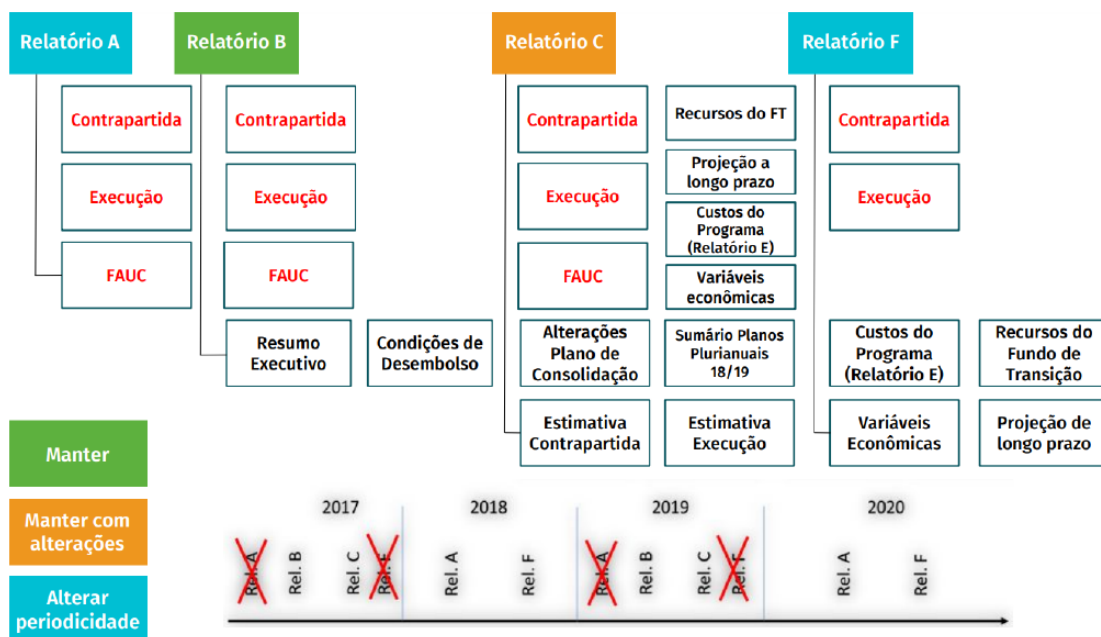 Relatório A
Relatório B
Relatório C
Relatório F
Contrapartida
Execução
FAUC
Contrapartida
Execução
FAUC
Resumo
Executivo
Condições de
Desembolso
Contrapartida
Execução
FAUC
Alterações
Plano de
Consolidação
Estimativa
Contrapartida
Recursos do FT
Projeção a
longo prazo
Custos do
Programa
(Relatório E)
Variáveis
econômicas
Sumário Planos
Plurianuais
18/19
Estimativa
Execução
Contrapartida
Execução
Custos do
Programa
(Relatório E)
Recursos do
Fundo de
Transição
Variáveis
Econômicas
Projeção de
longo prazo
Manter
Manter com
alterações
Alterar
periodicidade
2017
2018
2019
2020
Rel. A
Rel. B
Rel. C
Rel. F
Rel. A
Rel. F
Rel. A
Rel. B
Rel. C
Rel. F
Rel. A
Rel. F